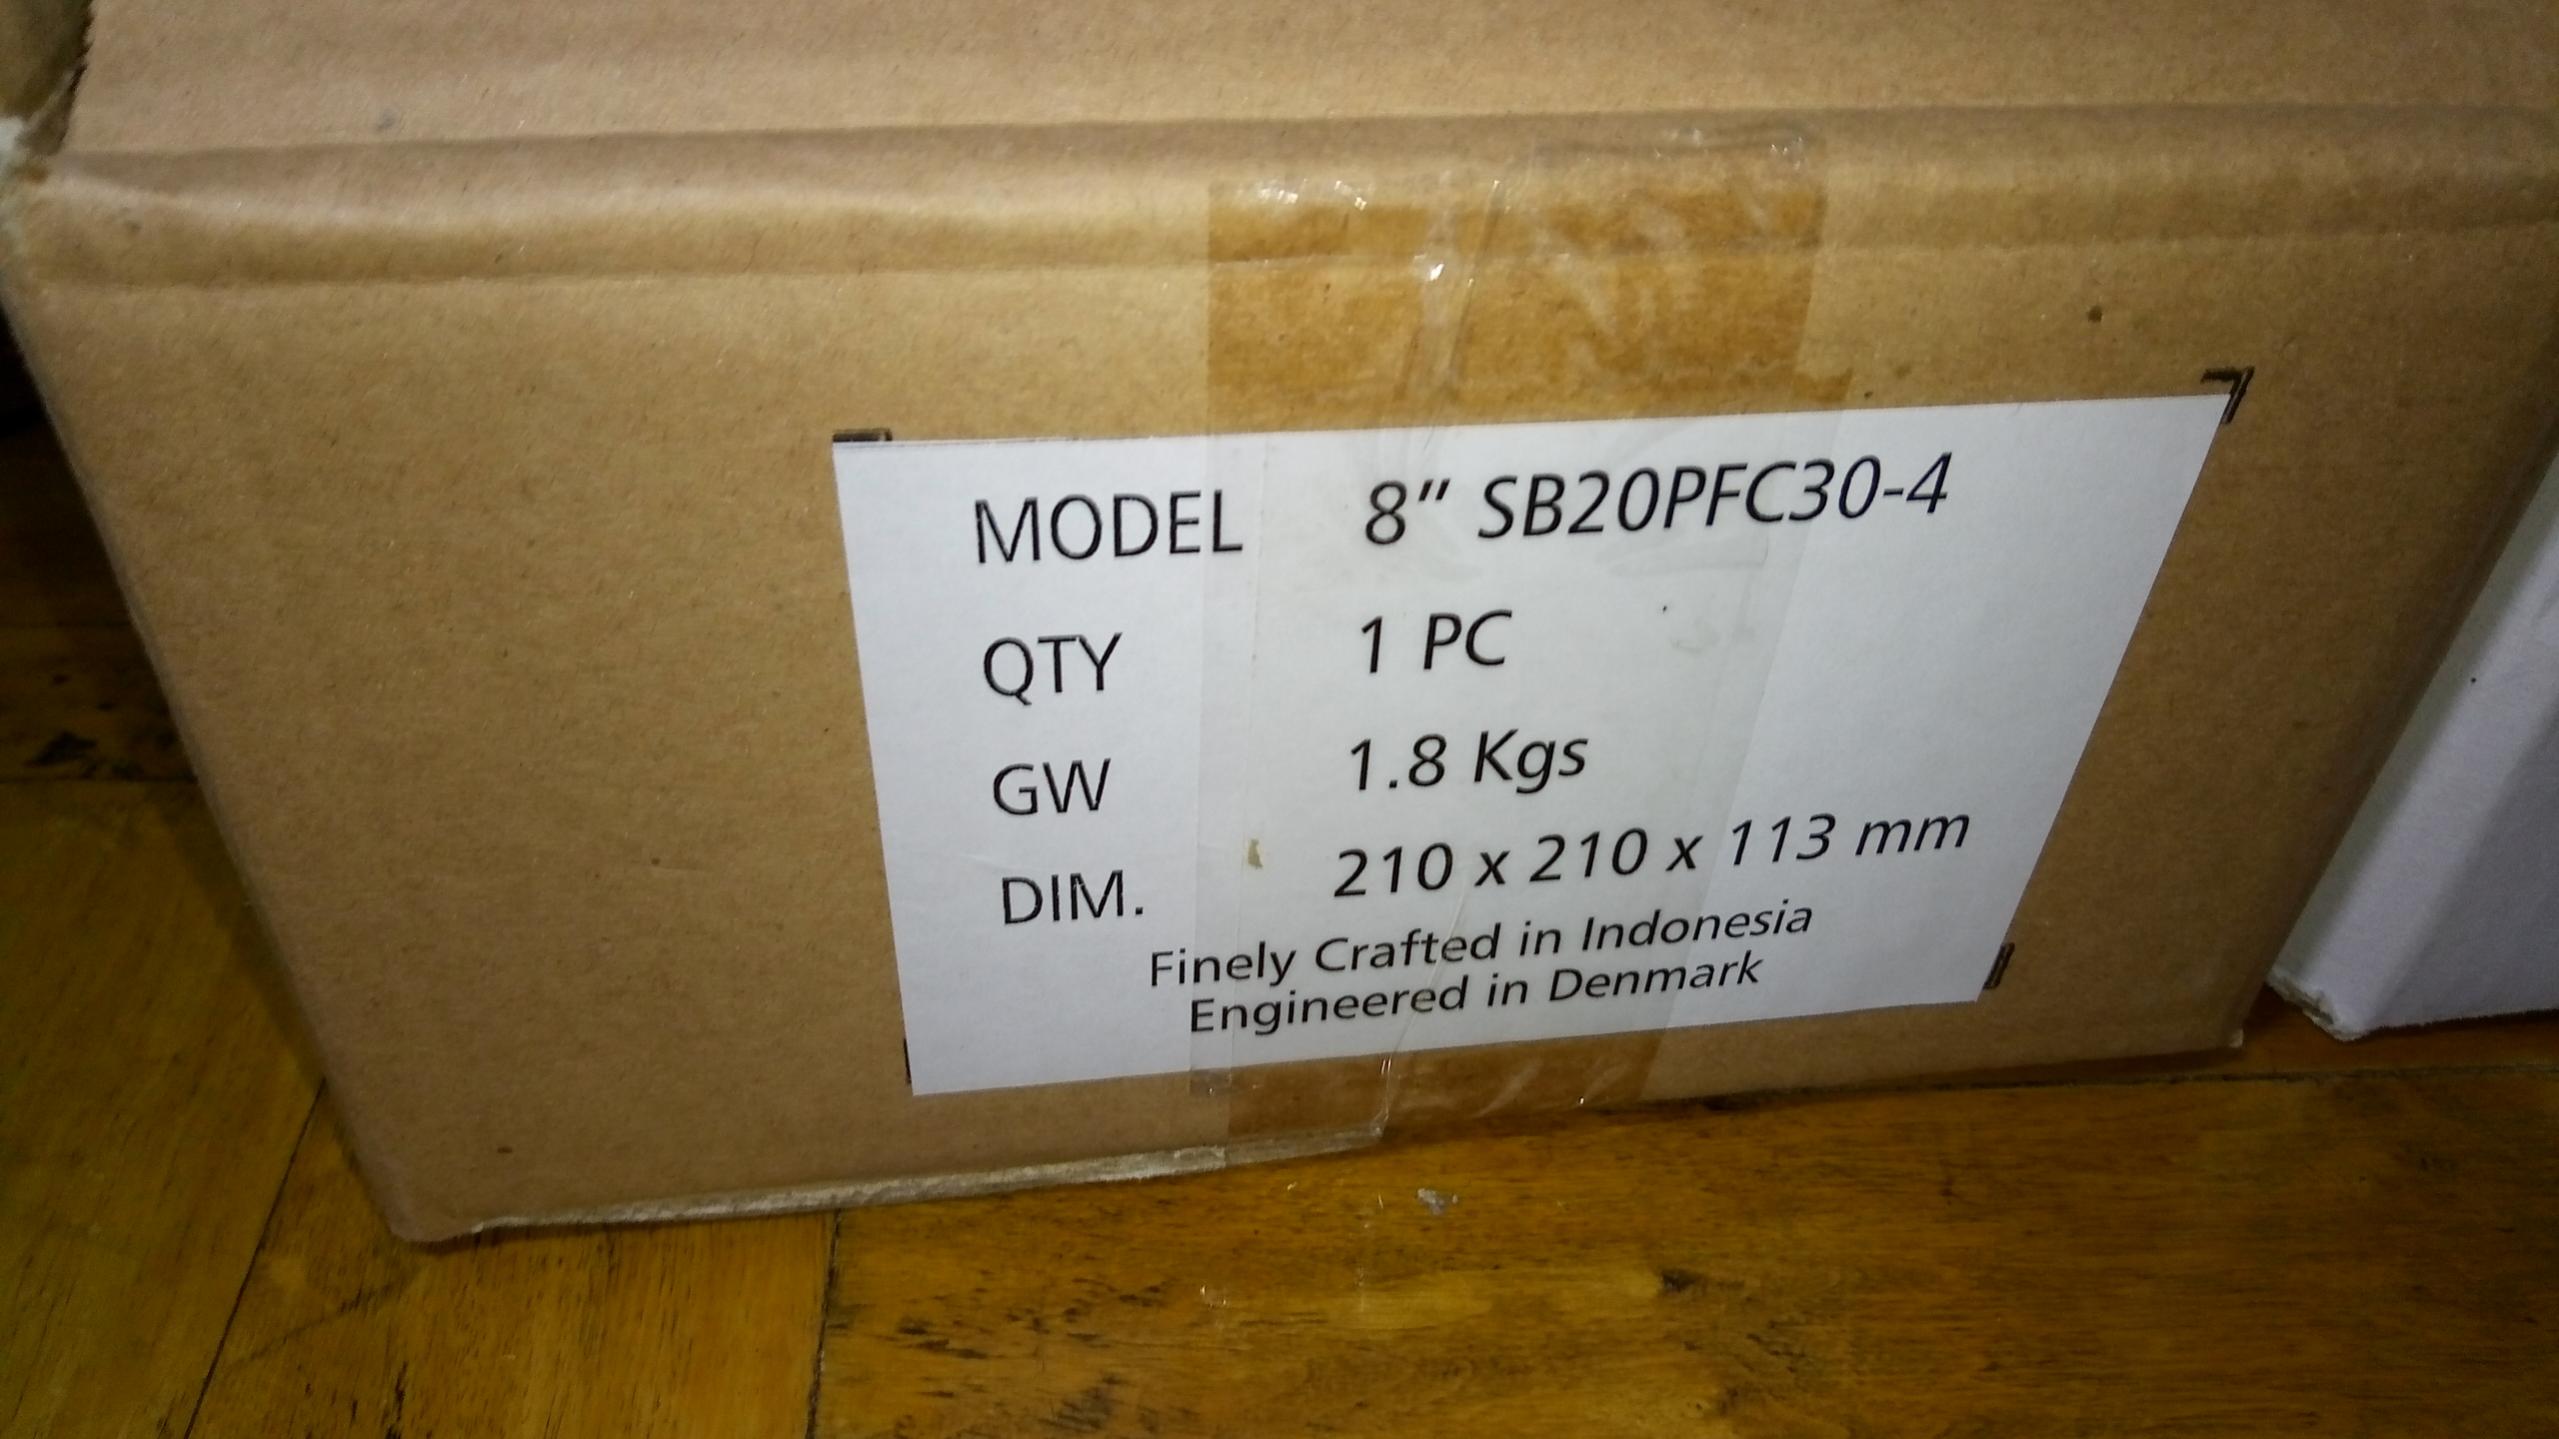 MODEL 8" SB20PFC30-4
QTY 1 PC
GW 1.8 Kgs
DIM. 210 x 210 x 113 mm
Finely Crafted in Indonesia
Engineered in Denmark